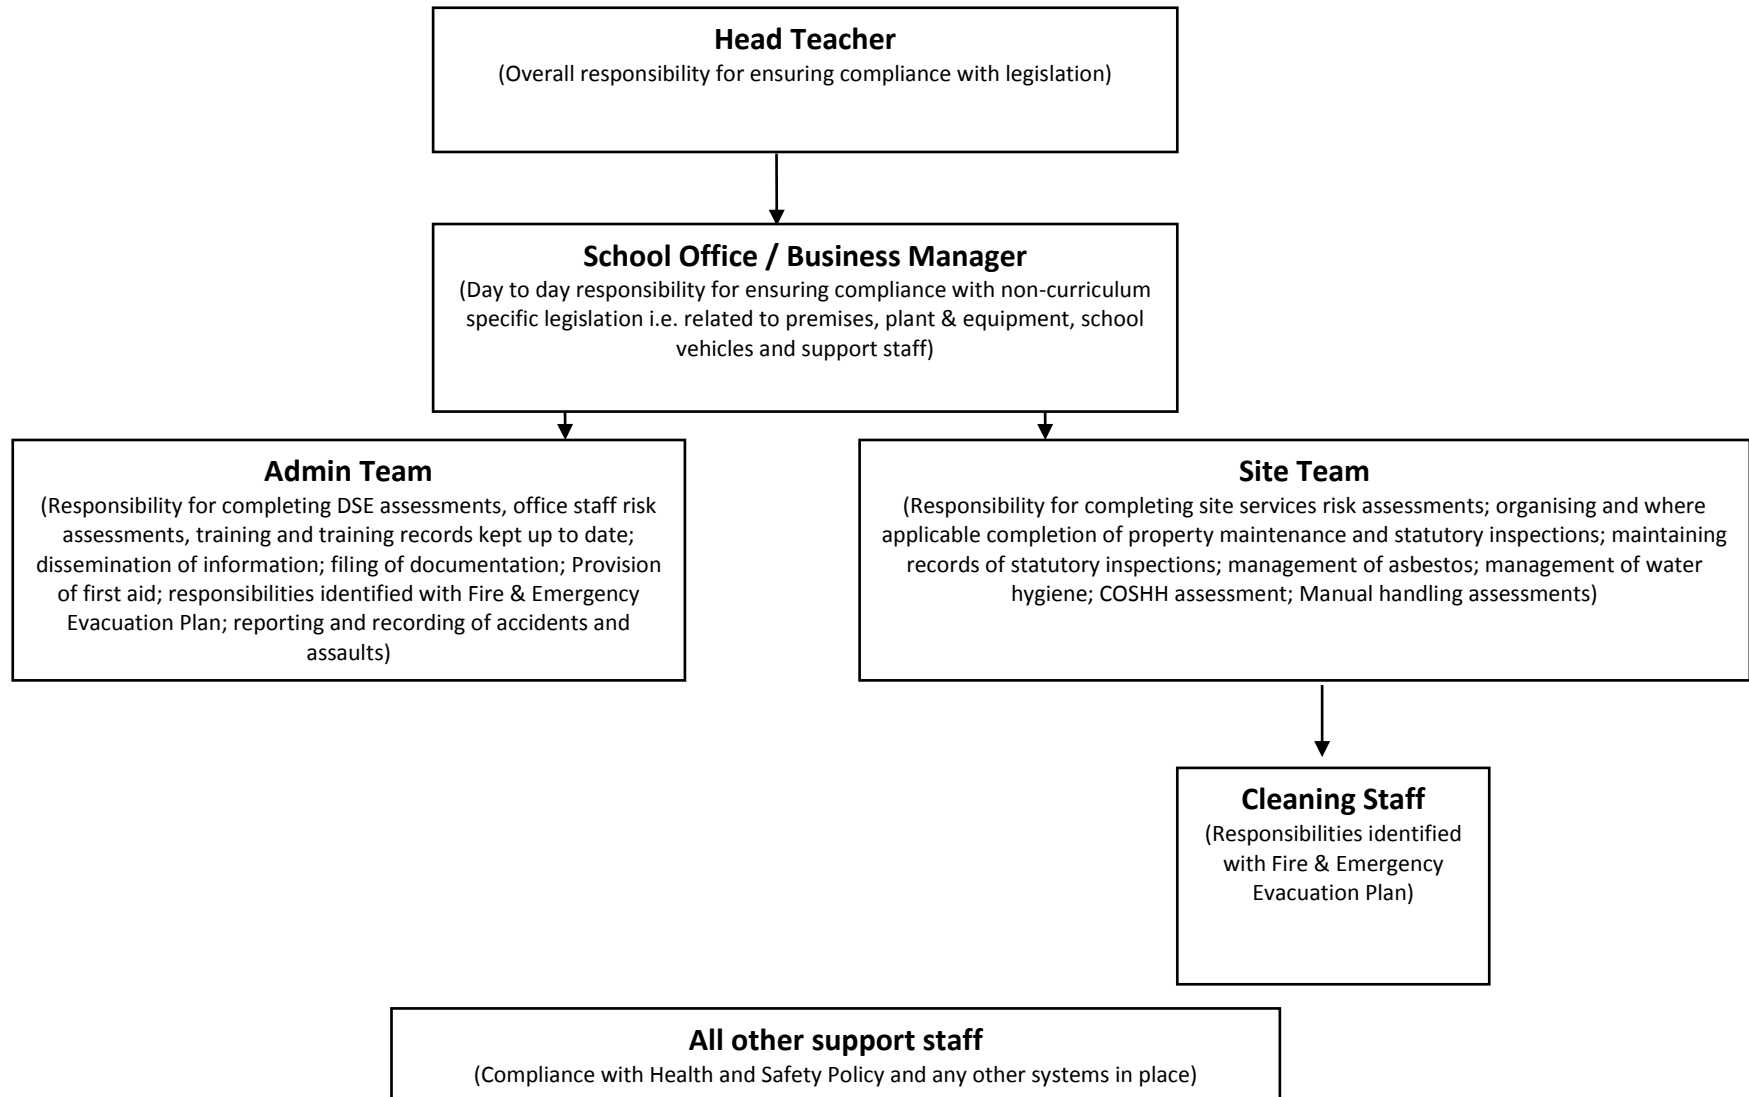 Head Teacher
(Overall responsibility for ensuring compliance with legislation)
School Office / Business Manager
(Day to day responsibility for ensuring compliance with non-curriculum
specific legislation i.e. related to premises, plant & equipment, school
vehicles and support staff)
Admin Team
(Responsibility for completing DSE assessments, office staff risk
assessments, training and training records kept up to date;
dissemination of information; filing of documentation; Provision
of first aid; responsibilities identified with Fire & Emergency
Evacuation Plan; reporting and recording of accidents and
assaults)
Site Team
(Responsibility for completing site services risk assessments; organising and where
applicable completion of property maintenance and statutory inspections; maintaining
records of statutory inspections; management of asbestos; management of water
hygiene; COSHH assessment; Manual handling assessments)
Cleaning Staff
(Responsibilities identified
with Fire & Emergency
Evacuation Plan)
All other support staff
(Compliance with Health and Safety Policy and any other systems in place)